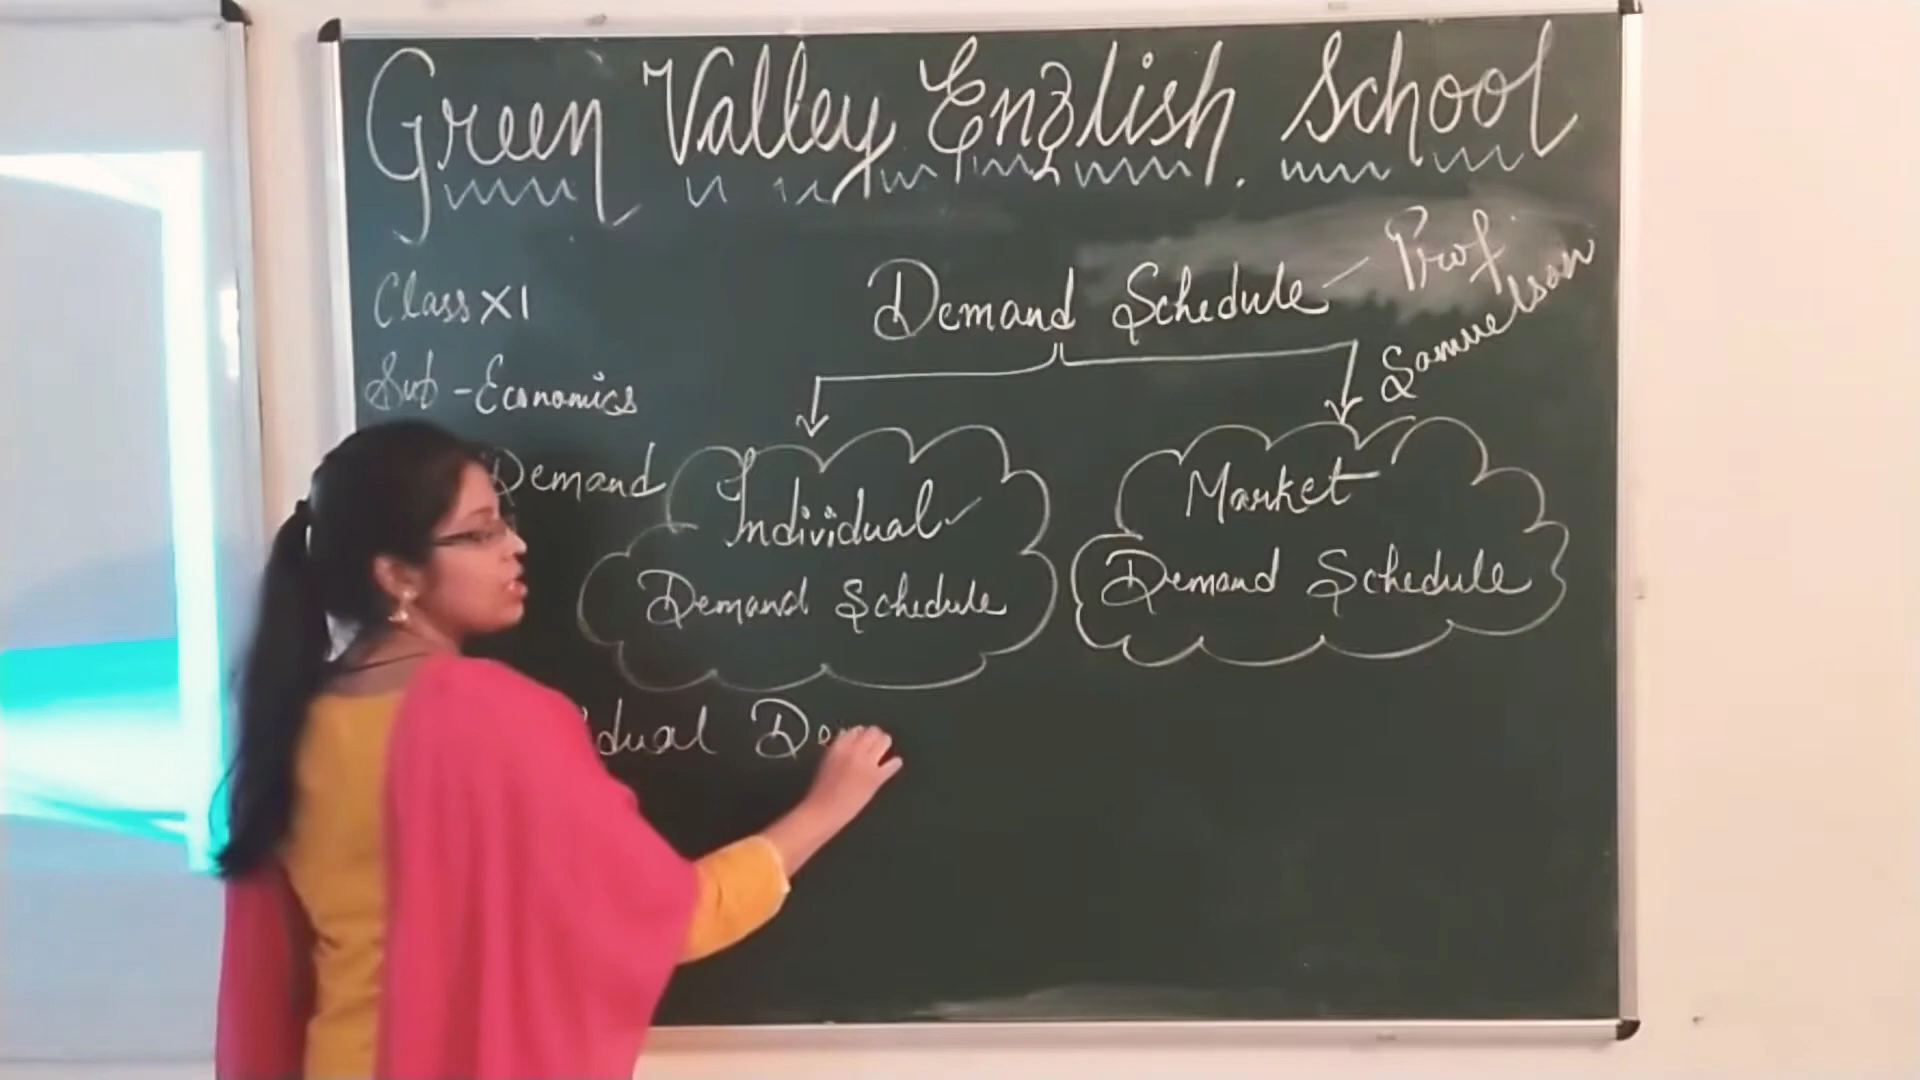 Green Valley English School
Class XI
Sub - Economics
Demand
Demand Schedule - Prof
Samuelson
Individual
Demand Schedule
Market
Demand Schedule
dual De